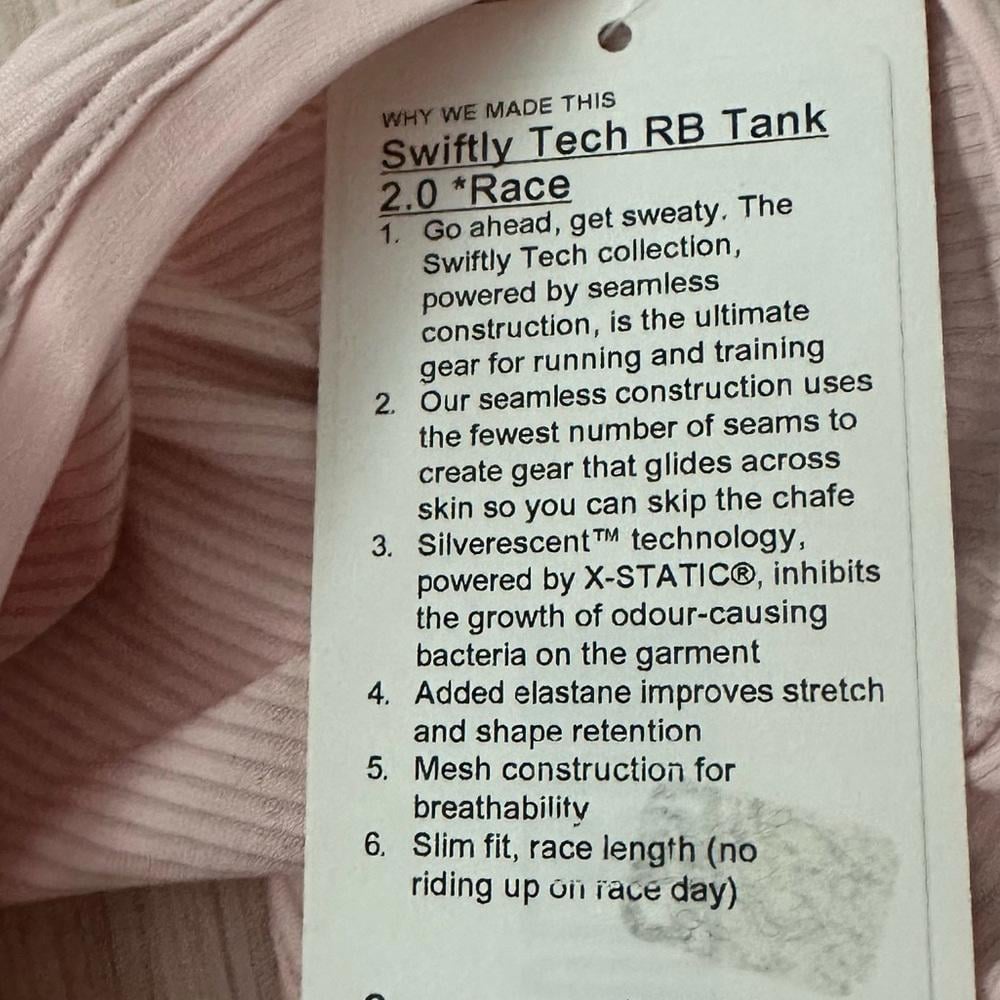 WHY WE MADE THIS
Swiftly Tech RB Tank
2.0 *Race
1. Go ahead, get sweaty. The
Swiftly Tech collection,
powered by seamless
construction, is the ultimate
gear for running and training
2. Our seamless construction uses
the fewest number of seams to
create gear that glides across
skin so you can skip the chafe
3. Silverescent™ technology,
powered by X-STATIC®, inhibits
the growth of odour-causing
bacteria on the garment
4. Added elastane improves stretch
and shape retention
5. Mesh construction for
breathability
6. Slim fit, race length (no
riding up on race day)